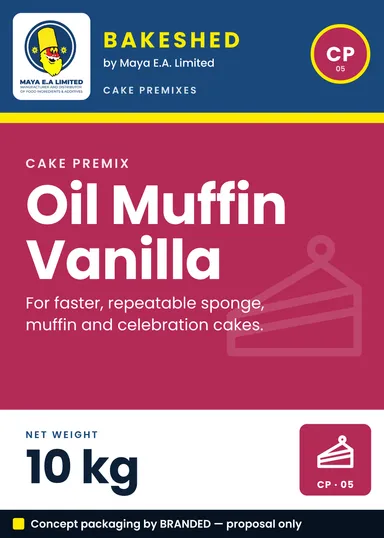 MAYA E.A LIMITED
MANUFACTURER AND DISTRIBUTOR
OF FOOD INGREDIENTS & ADDITIVES
BAKESHED
by Maya E.A. Limited
CAKE PREMIXES
CP
05
CAKE PREMIX
Oil Muffin
Vanilla
For faster, repeatable sponge,
muffin and celebration cakes.
NET WEIGHT
10 kg
CP · 05
Concept packaging by BRANDED — proposal only